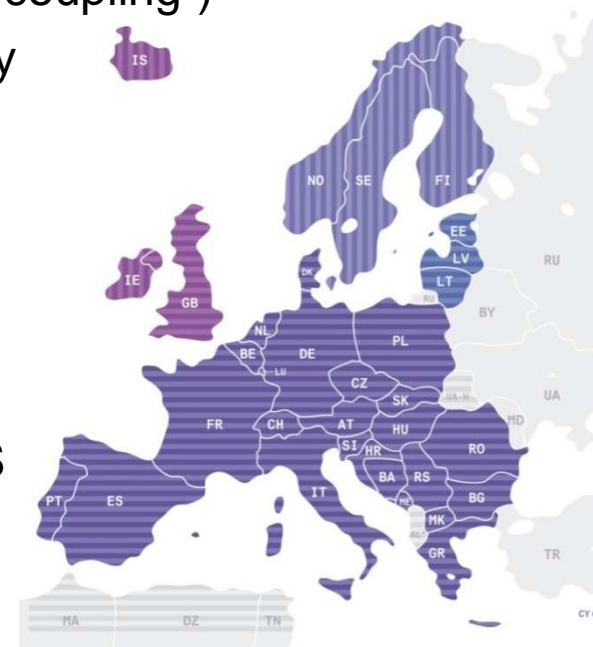 coupling")
y
IS
NO
SE
FI
EE
LV
LT
RU
RU
BY
IE
GB
DK
NL
BE
LU
DE
PL
UA-W
UA
CZ
SK
MD
FR
CH
AT
HU
RO
SI
HR
S
BA
RS
PT
ES
IT
ME
BG
MK
AL
GR
TR
CY
MA
DZ
TN